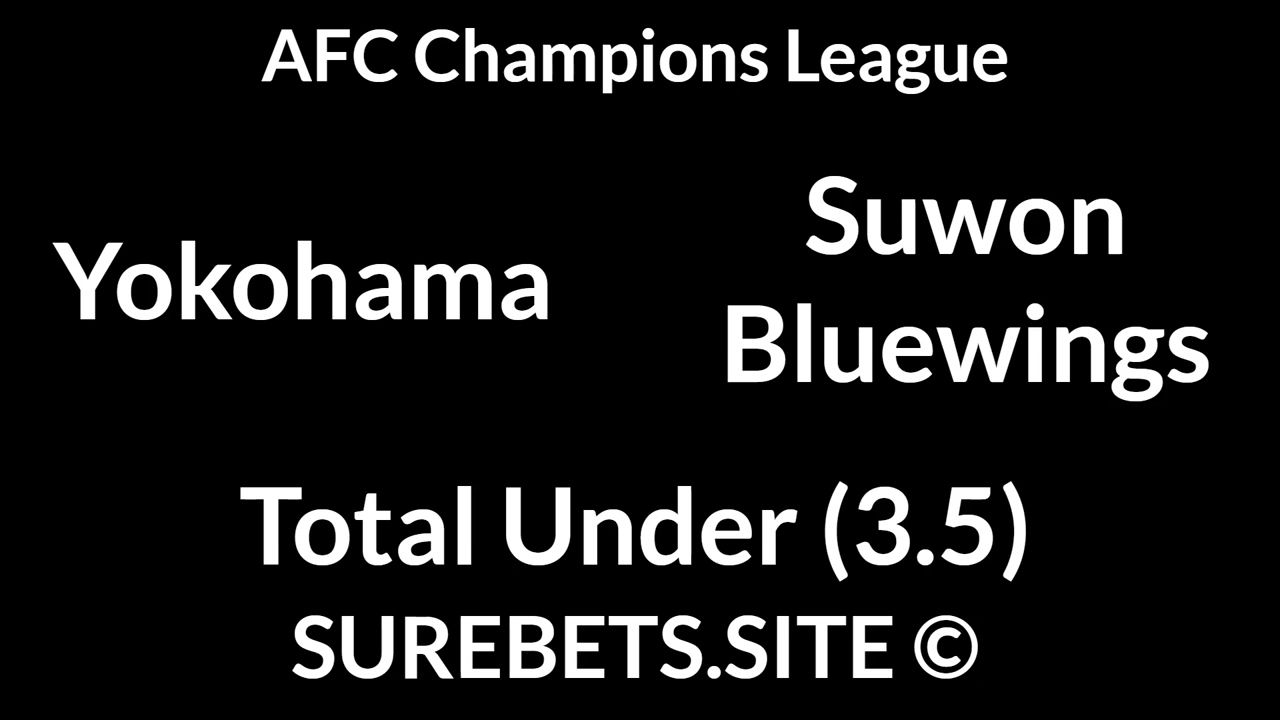 AFC Champions League
Yokohama
Suwon
Bluewings
Total Under (3.5)
SUREBETS.SITE ©